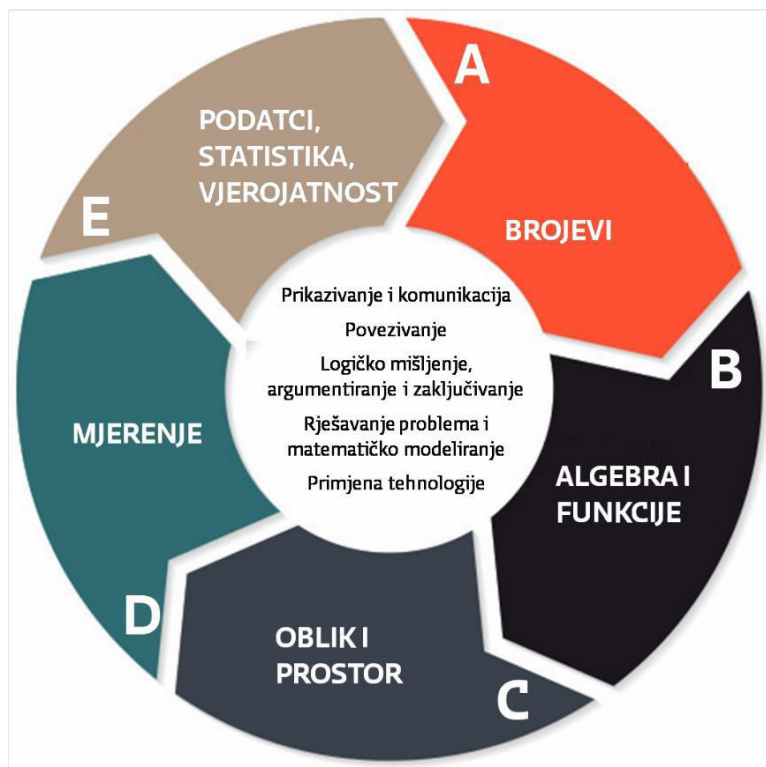 A
BROJEVI
B
ALGEBRA I
FUNKCIJE
C
OBLIK I
PROSTOR
D
MJERENJE
E
PODATCI,
STATISTIKA,
VJEROJATNOST
Prikazivanje i komunikacija
Povezivanje
Logičko mišljenje,
argumentiranje i zaključivanje
Rješavanje problema i
matematičko modeliranje
Primjena tehnologije